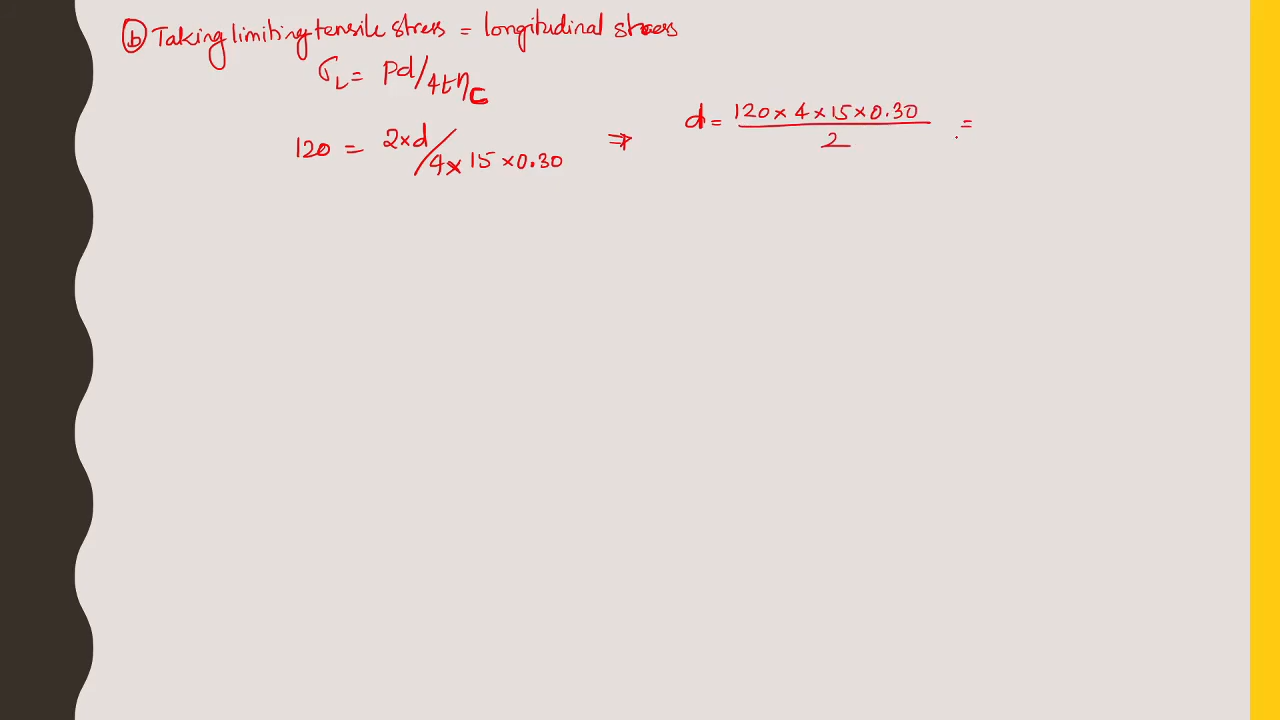 b Taking limiting tensile stress = longitudinal stress
σL = Pd/4tηc
120 = 2×d/4×15×0.30 ⇒ d = 120×4×15×0.30/2 =